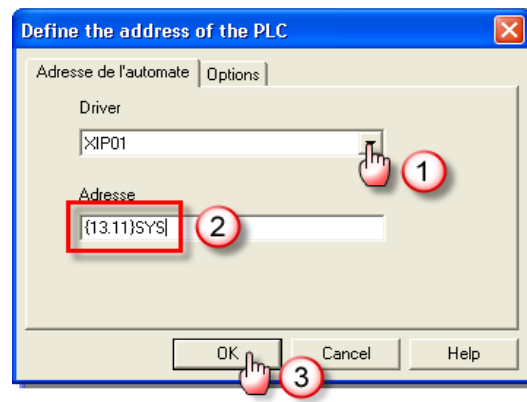 Define the address of the PLC
Adresse de l'automate Options
Driver
XIP01
1
Adresse
{13.11}SYS
2
OK Cancel Help
3